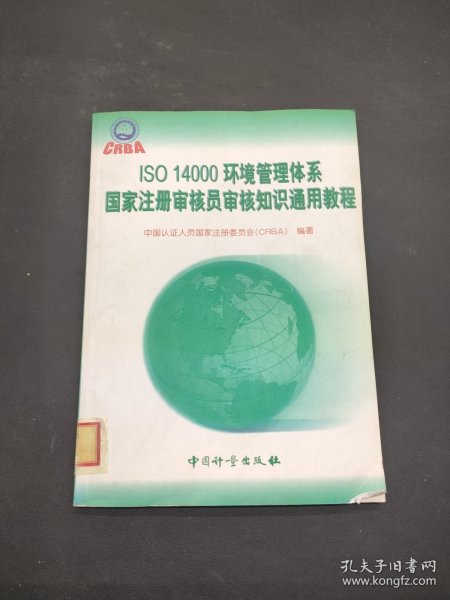 CRBA
ISO 14000 环境管理体系
国家注册审核员审核知识通用教程
中国认证人员国家注册委员会(CRBA) 编著
中国计量出版社
孔夫子旧书网
www.kongfz.com